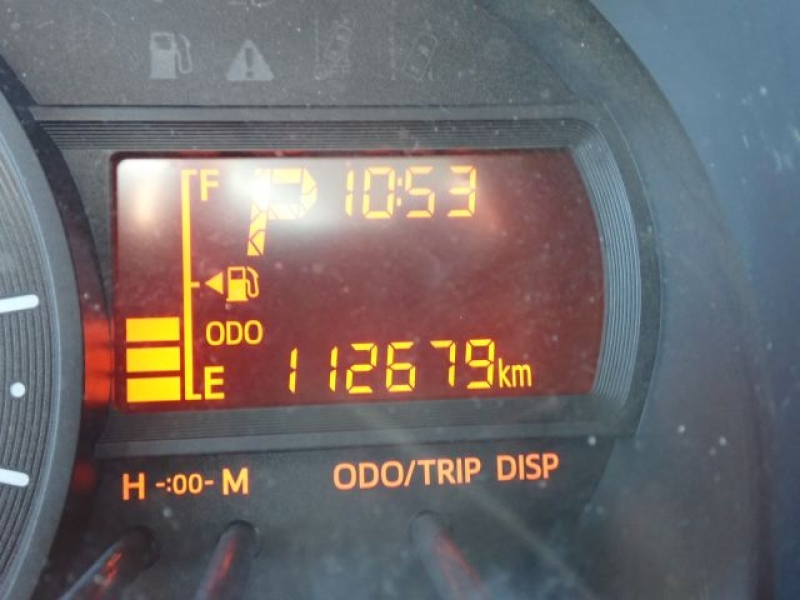 F P 10:53
ODO
E 112679km
H -:00- M ODO/TRIP DISP